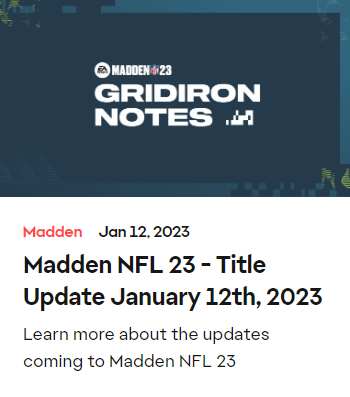 EA MADDEN NFL 23
GRIDIRON
NOTES
Madden Jan 12, 2023
Madden NFL 23 - Title
Update January 12th, 2023
Learn more about the updates
coming to Madden NFL 23